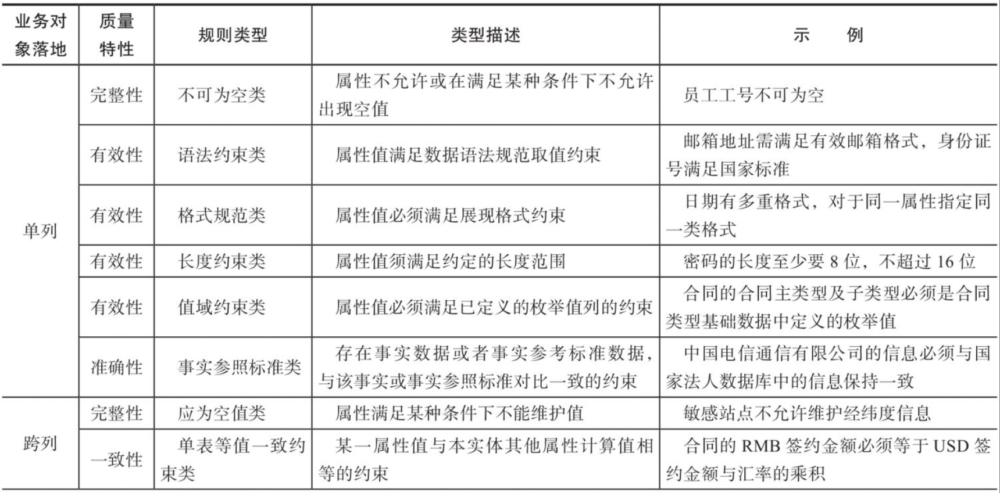 业务对
象落地
质量
特性
规则类型
类型描述
示 例
单列
完整性
不可为空类
属性不允许或在满足某种条件下不允许
出现空值
员工工号不可为空
有效性
语法约束类
属性值满足数据语法规范取值约束
邮箱地址需满足有效邮箱格式，身份证
号满足国家标准
有效性
格式规范类
属性值必须满足展现格式约束
日期有多重格式，对于同一属性指定同
一类格式
有效性
长度约束类
属性值须满足约定的长度范围
密码的长度至少要 8 位，不超过 16 位
有效性
值域约束类
属性值必须满足已定义的枚举值列的约束
合同的合同主类型及子类型必须是合同
类型基础数据中定义的枚举值
准确性
事实参照标准类
存在事实数据或者事实参考标准数据，
与该事实或事实参照标准对比一致的约束
中国电信通信有限公司的信息必须与国
家法人数据库中的信息保持一致
跨列
完整性
应为空值类
属性满足某种条件下不能维护值
敏感站点不允许维护经纬度信息
一致性
单表等值一致约
束类
某一属性值与本实体其他属性计算值相
等的约束
合同的 RMB 签约金额必须等于 USD 签
约金额与汇率的乘积